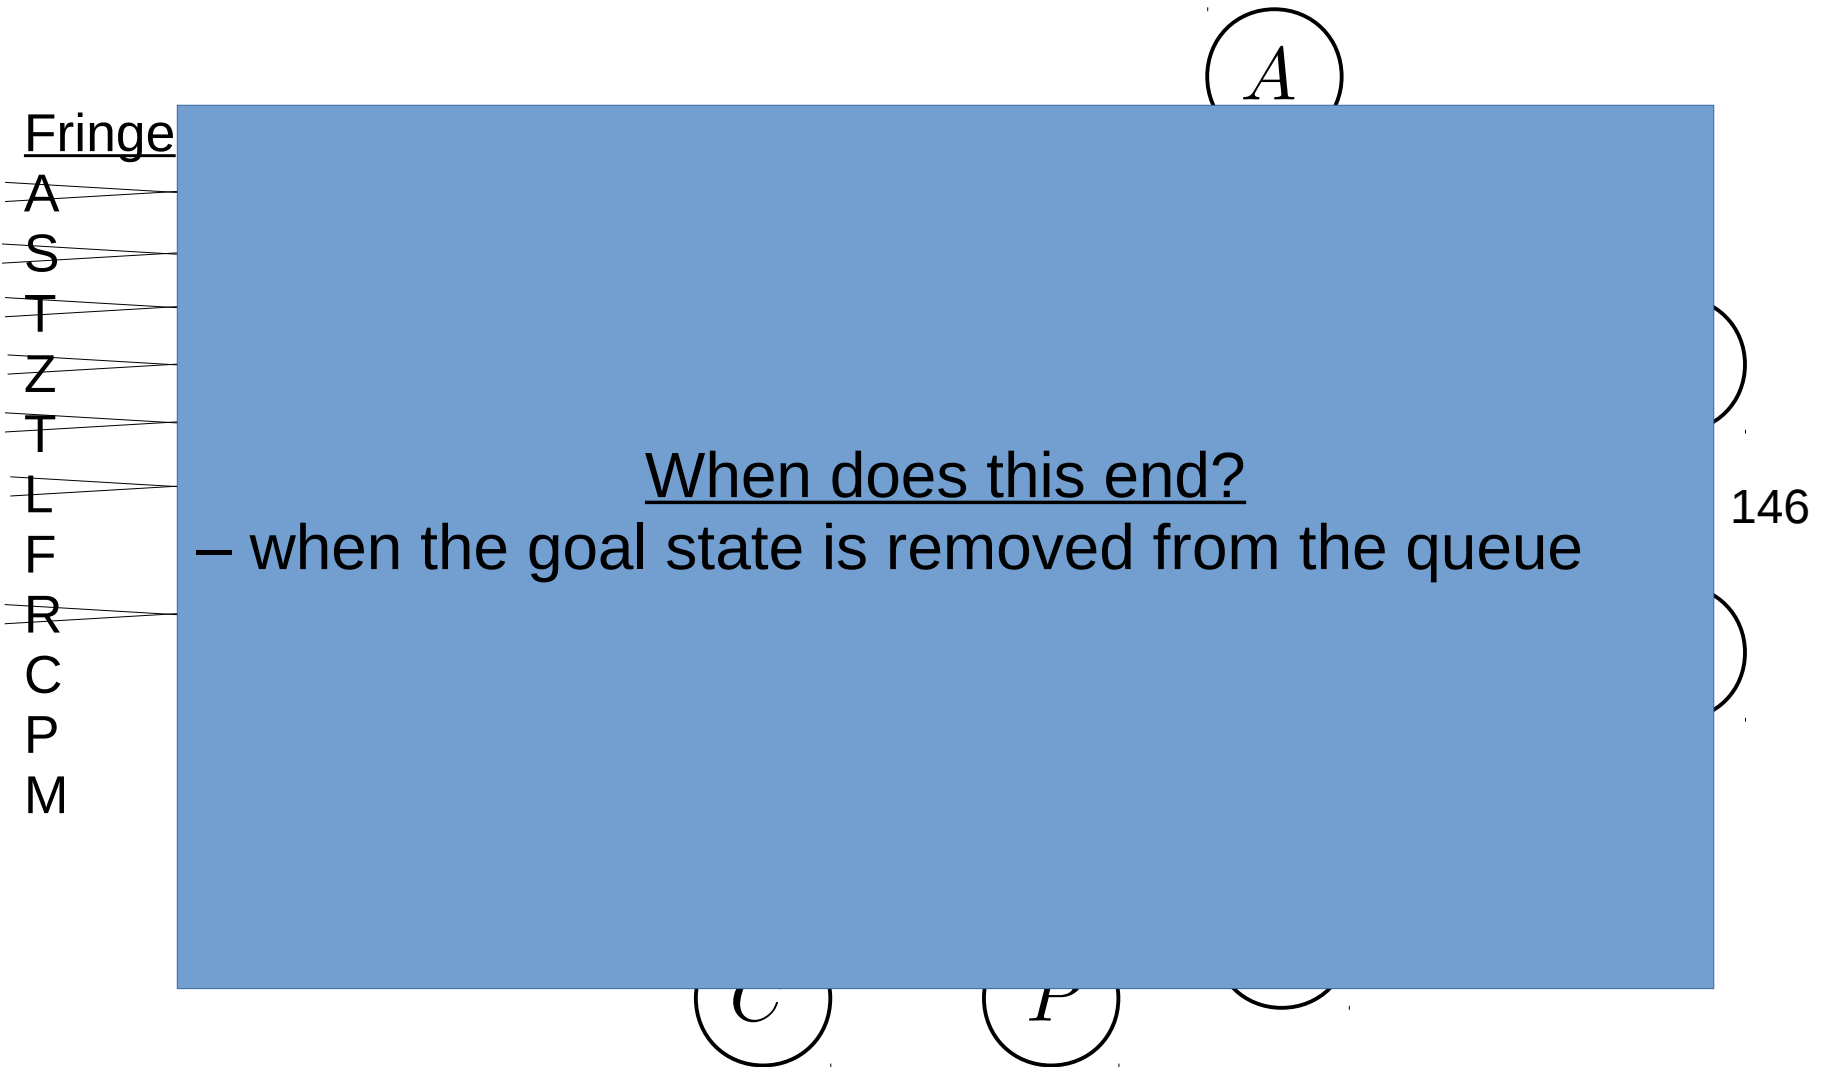 A
Fringe
A
S
T
Z
T
L
F
R
C
P
M
When does this end?
– when the goal state is removed from the queue
146
C
P